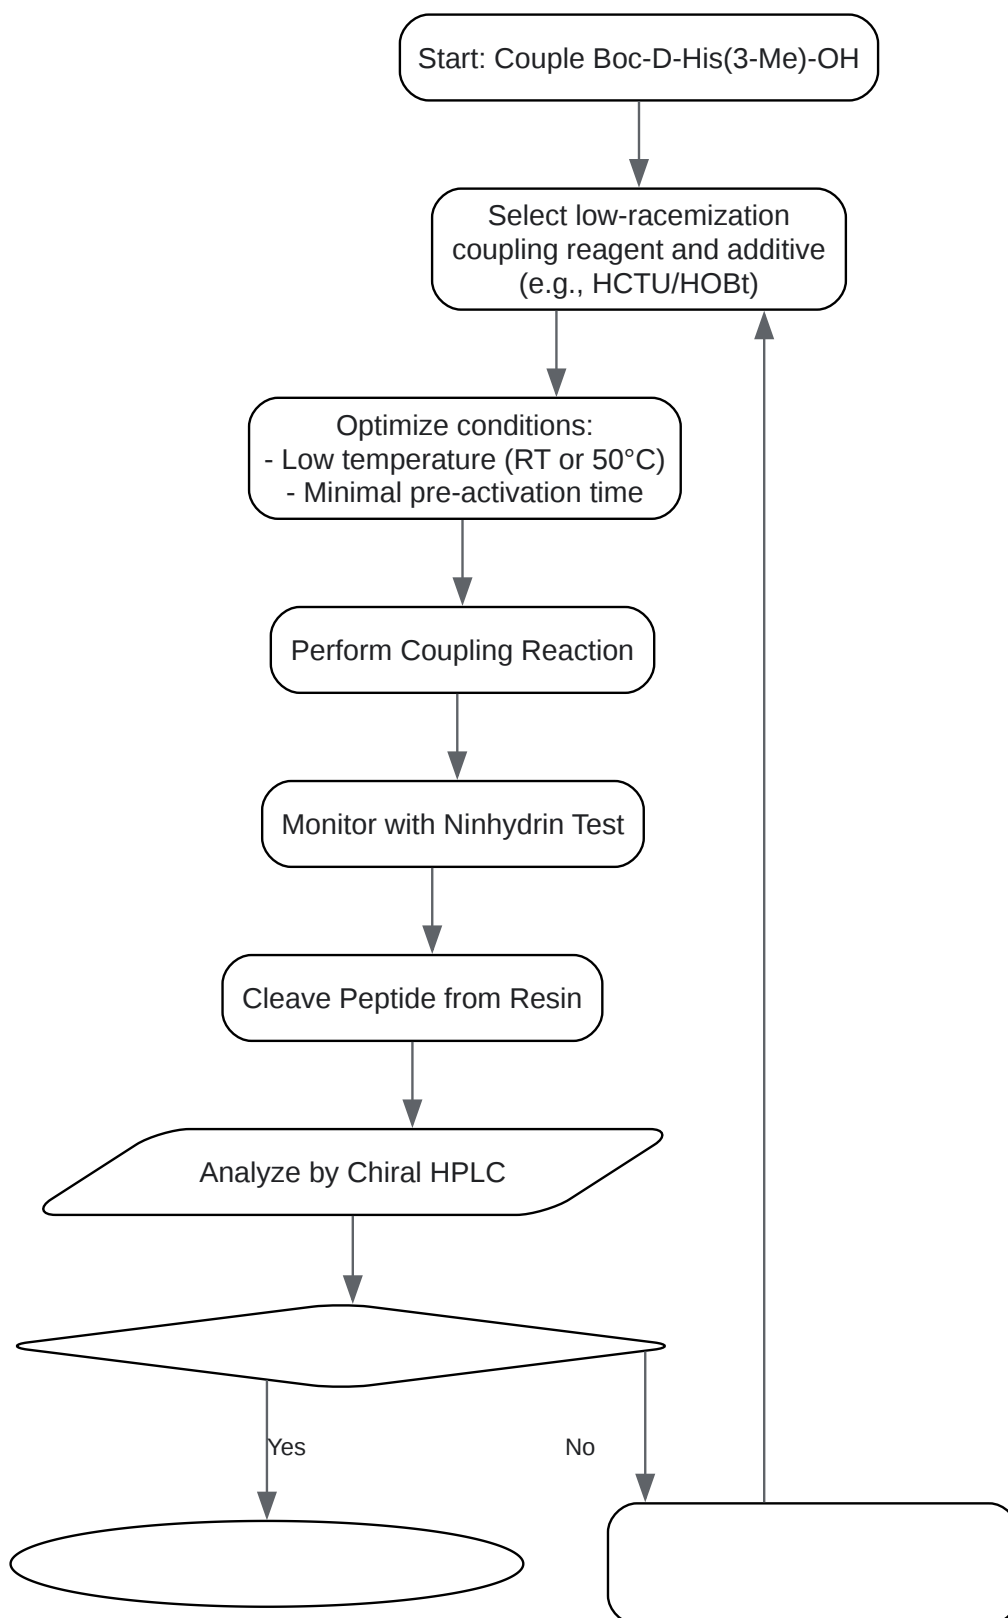 Start: Couple Boc-D-His(3-Me)-OH
Select low-racemization
coupling reagent and additive
(e.g., HCTU/HOBt)
Optimize conditions:
- Low temperature (RT or 50°C)
- Minimal pre-activation time
Perform Coupling Reaction
Monitor with Ninhydrin Test
Cleave Peptide from Resin
Analyze by Chiral HPLC
Yes
No